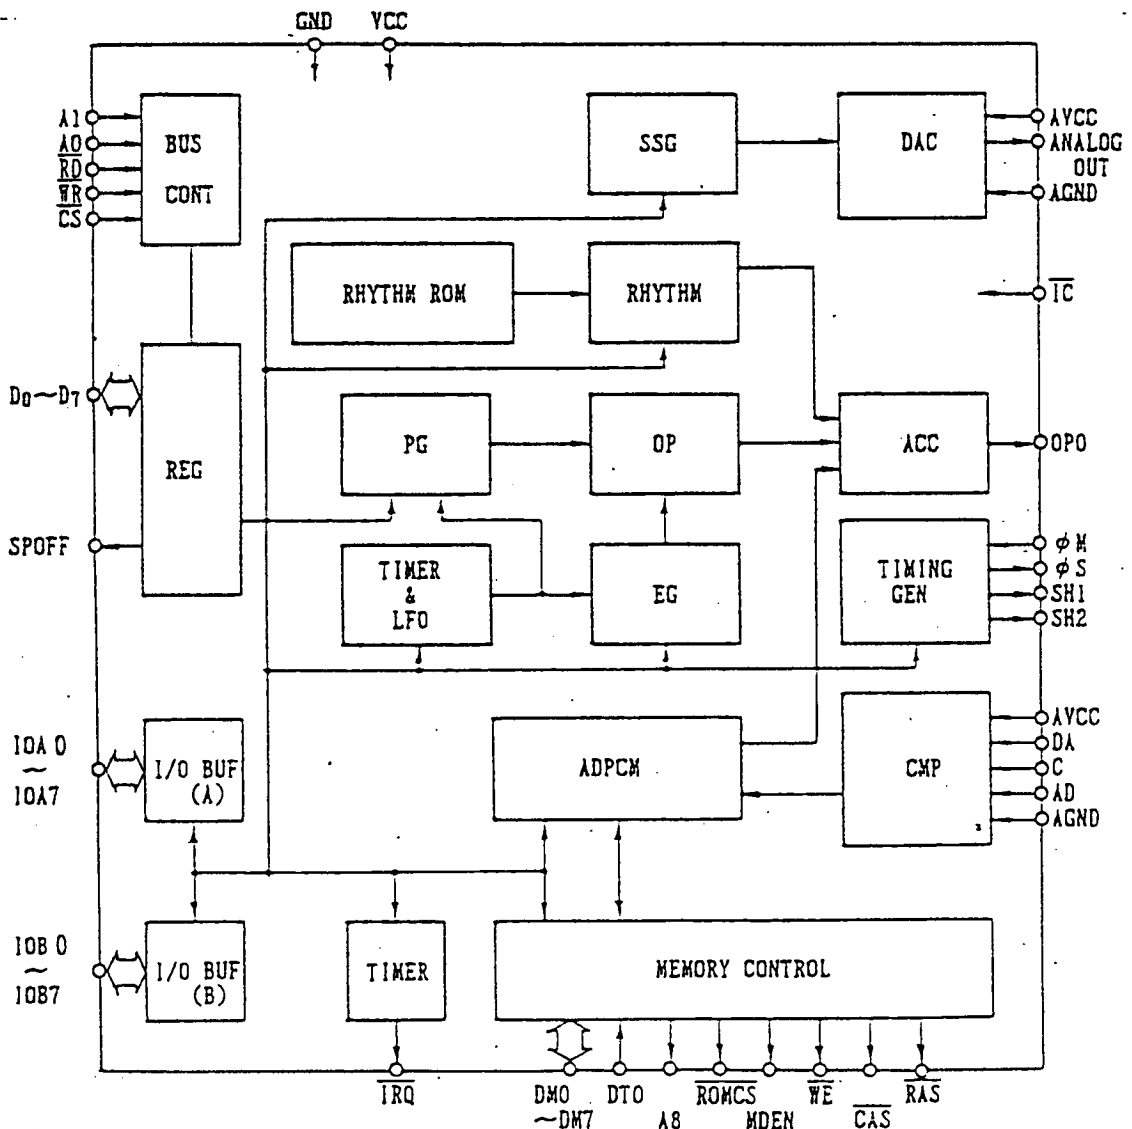 GND VCC
A1
A0
RD
WR
CS
BUS
CONT
SSG
DAC
AVCC
ANALOG
OUT
AGND
RHYTHM ROM
RHYTHM
IC
D0~D7
REG
PG
OP
ACC
OPO
SPOFF
TIMER
&
LFO
EG
TIMING
GEN
φM
φS
SH1
SH2
IOA 0
~
IOA7
I/O BUF
(A)
ADPCM
CMP
AVCC
DA
C
AD
AGND
IOB 0
~
IOB7
I/O BUF
(B)
TIMER
MEMORY CONTROL
IRQ
DM0
~DM7
DT0
A8
ROMCS
MDEN
WE
CAS
RAS